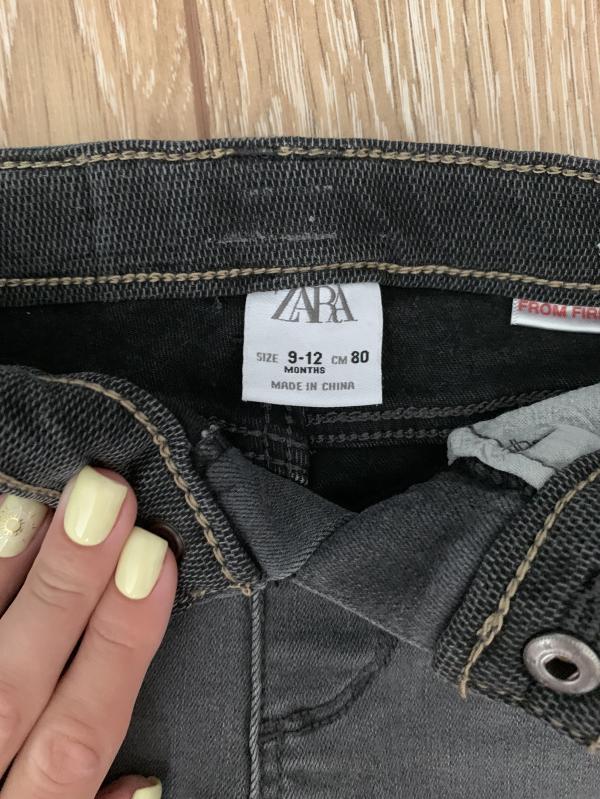 ZARA
SIZE 9-12 CM 80
MONTHS
MADE IN CHINA
FROM FIR